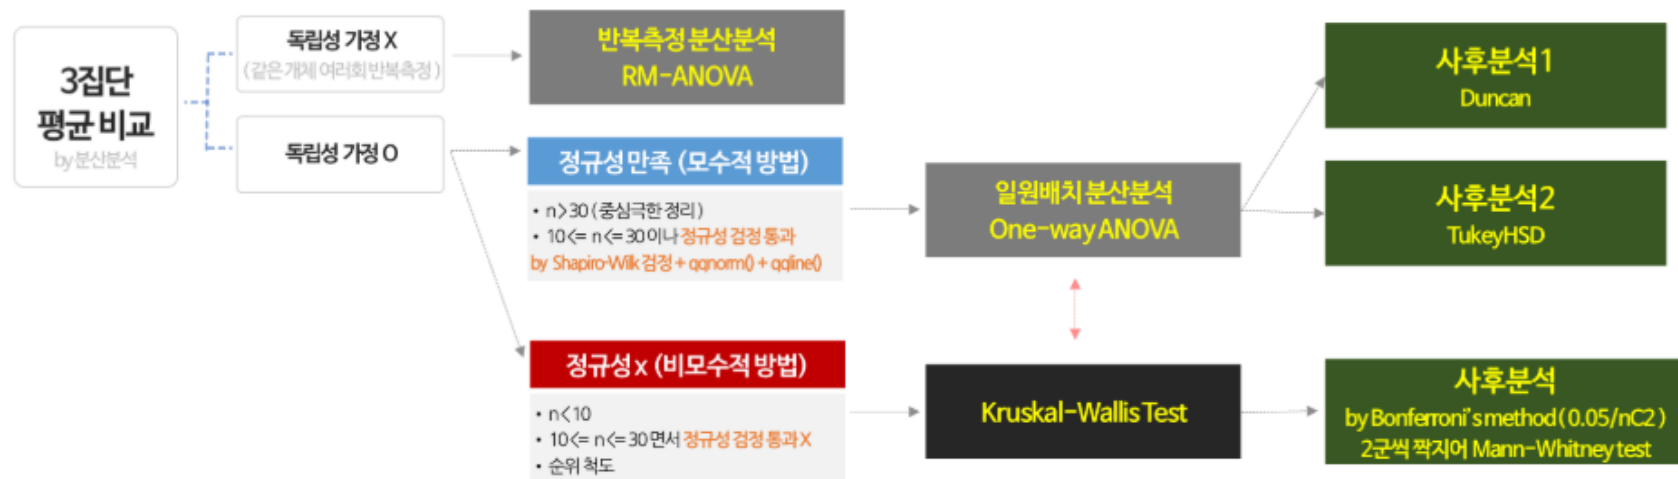 3집단
평균 비교
by 분산분석
독립성 가정 X
(같은 개체 여러회 반복측정)
독립성 가정 O
반복측정 분산분석
RM-ANOVA
정규성 만족 (모수적 방법)
• n>30 (중심극한 정리)
• 10<= n <= 30 이나 정규성 검정 통과
by Shapiro-Wilk 검정 + qqnorm() + qqline()
정규성 x (비모수적 방법)
• n<10
• 10<= n <= 30 면서 정규성 검정 통과 X
• 순위 척도
일원배치 분산분석
One-way ANOVA
Kruskal-Wallis Test
사후분석1
Duncan
사후분석2
TukeyHSD
사후분석
by Bonferroni's method ( 0.05/nC2 )
2군씩 짝지어 Mann-Whitney test